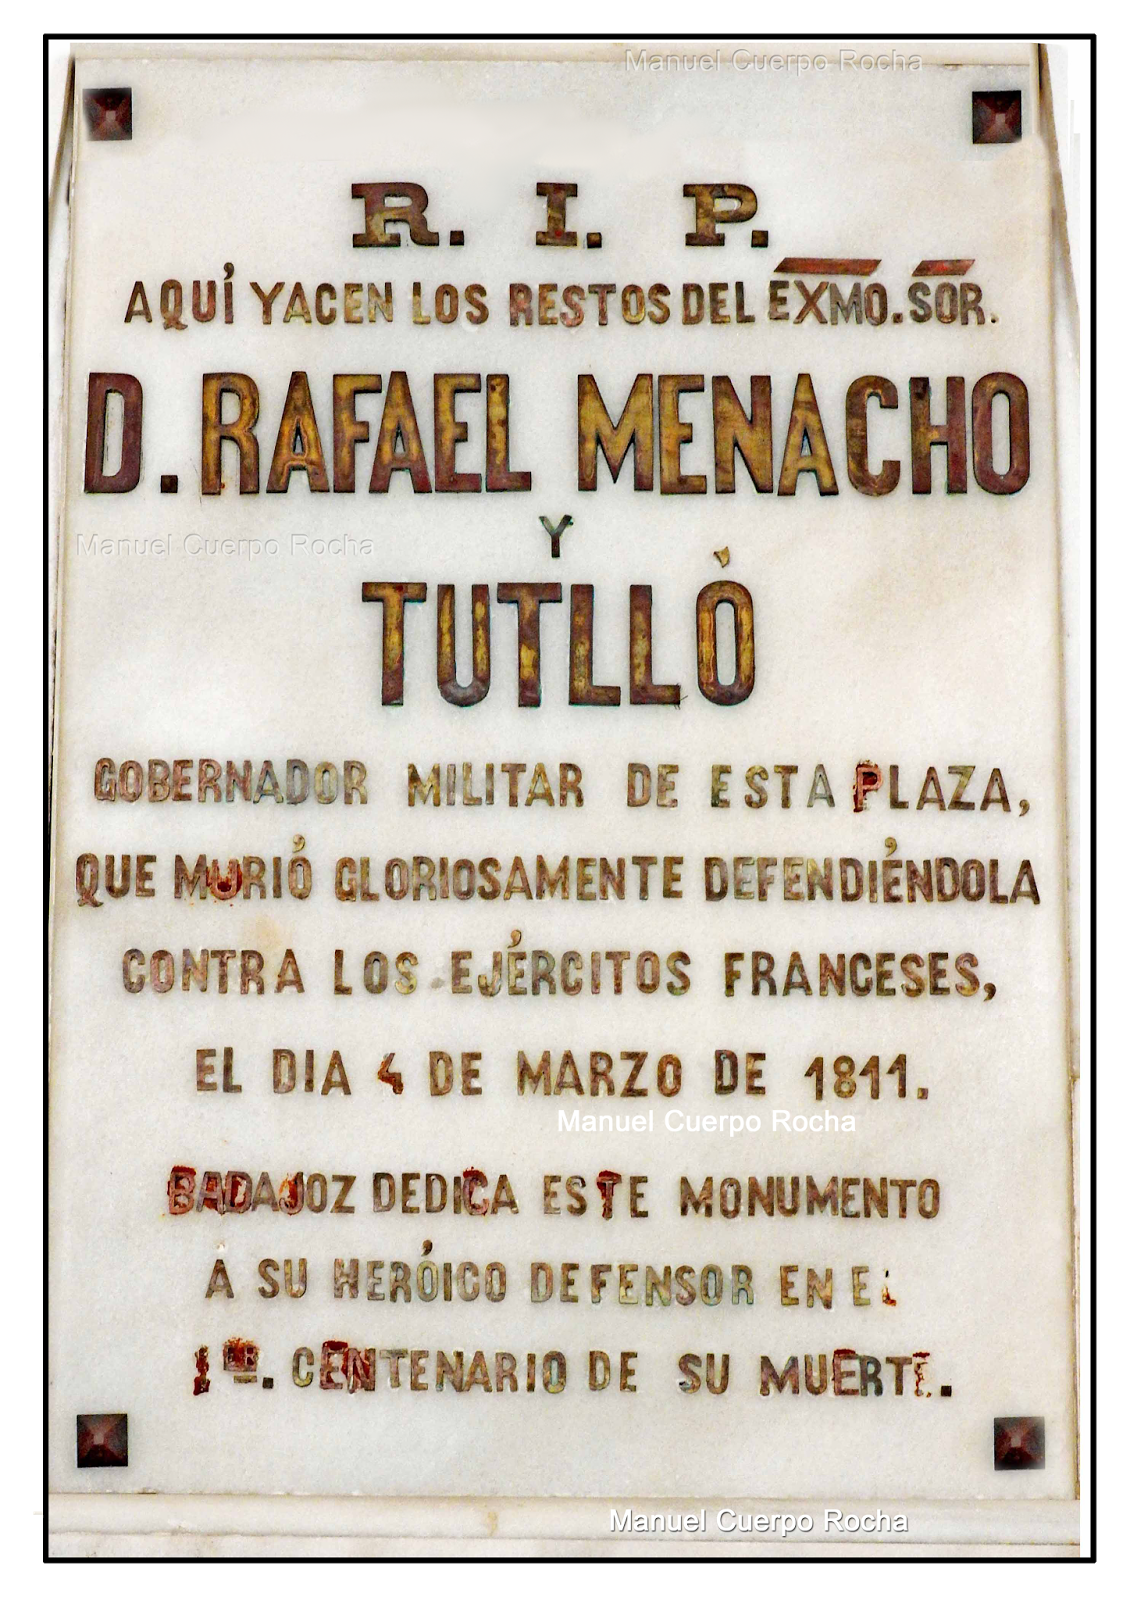 Manuel Cuerpo Rocha
R. I. P.
AQUÍ YACEN LOS RESTOS DEL EXMO. SOR.
D. RAFAEL MENACHO
Manuel Cuerpo Rocha
Y
TUTLLÒ
GOBERNADOR MILITAR DE ESTA PLAZA,
QUE MURIÓ GLORIOSAMENTE DEFENDIÉNDOLA
CONTRA LOS EJÉRCITOS FRANCESES,
EL DIA 4 DE MARZO DE 1811.
Manuel Cuerpo Rocha
BADAJOZ DEDICA ESTE MONUMENTO
A SU HERÓICO DEFENSOR EN EL
1ER. CENTENARIO DE SU MUERTE.
Manuel Cuerpo Rocha